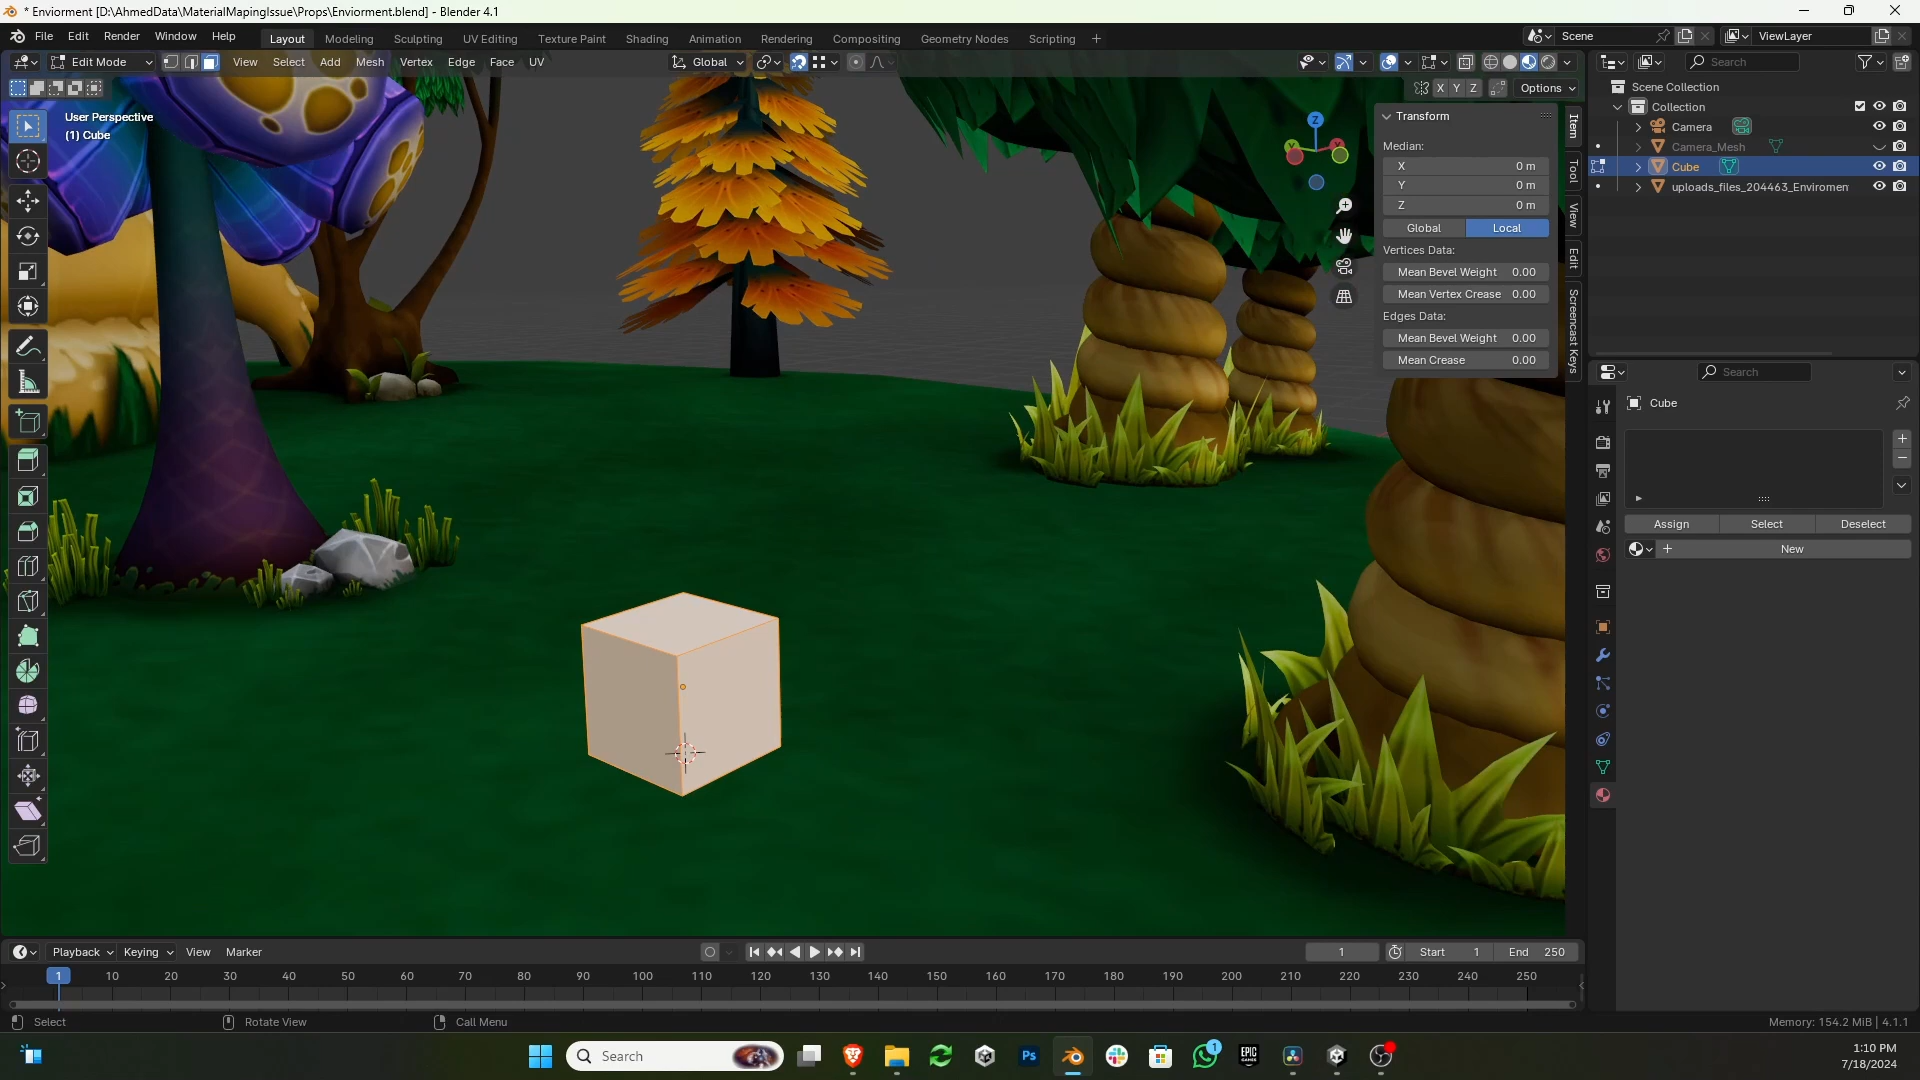 * Enviorment [D:\AhmedData\MaterialMapingIssue\Props\Enviorment.blend] - Blender 4.1
File Edit Render Window Help Layout Modeling Sculpting UV Editing Texture Paint Shading Animation Rendering Compositing Geometry Nodes Scripting + Scene ViewLayer
Edit Mode View Select Add Mesh Vertex Edge Face UV Global Search
X Y Z Options
Scene Collection
Collection
Camera
Camera_Mesh
Cube
uploads_files_204463_Enviromen
User Perspective
(1) Cube
Z
Y
X
Transform
Median:
X 0 m
Y 0 m
Z 0 m
Global Local
Vertices Data:
Mean Bevel Weight 0.00
Mean Vertex Crease 0.00
Edges Data:
Mean Bevel Weight 0.00
Mean Crease 0.00
Item
Tool
View
Edit
Screencast Keys
Search
Cube
Assign Select Deselect
New
Playback Keying View Marker 1 Start 1 End 250
1 10 20 30 40 50 60 70 80 90 100 110 120 130 140 150 160 170 180 190 200 210 220 230 240 250
Select Rotate View Call Menu Memory: 154.2 MiB | 4.1.1
Search Ps 1 EPIC GAMES
1:10 PM
7/18/2024